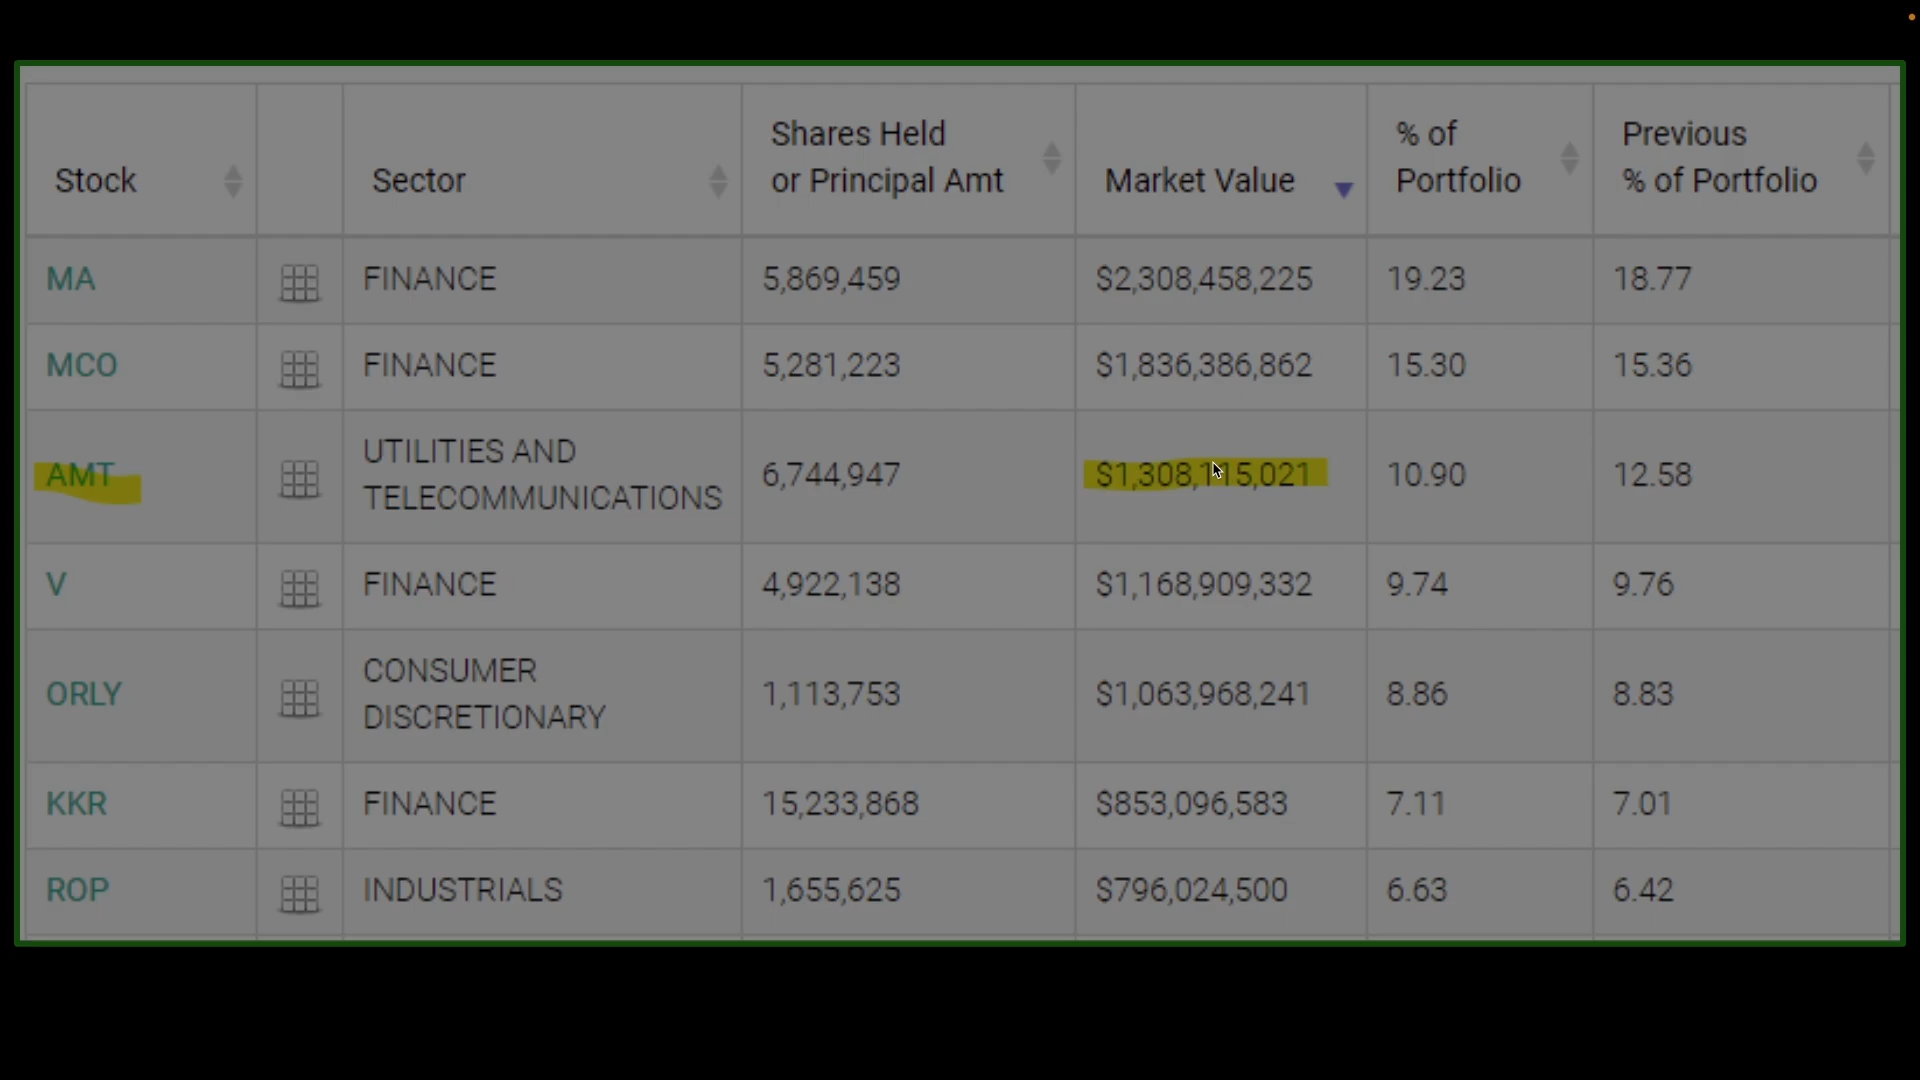 Stock
Sector
Shares Held
or Principal Amt
Market Value
% of
Portfolio
Previous
% of Portfolio
MA
FINANCE
5,869,459
$2,308,458,225
19.23
18.77
MCO
FINANCE
5,281,223
$1,836,386,862
15.30
15.36
AMT
UTILITIES AND
TELECOMMUNICATIONS
6,744,947
$1,308,115,021
10.90
12.58
V
FINANCE
4,922,138
$1,168,909,332
9.74
9.76
ORLY
CONSUMER
DISCRETIONARY
1,113,753
$1,063,968,241
8.86
8.83
KKR
FINANCE
15,233,868
$853,096,583
7.11
7.01
ROP
INDUSTRIALS
1,655,625
$796,024,500
6.63
6.42